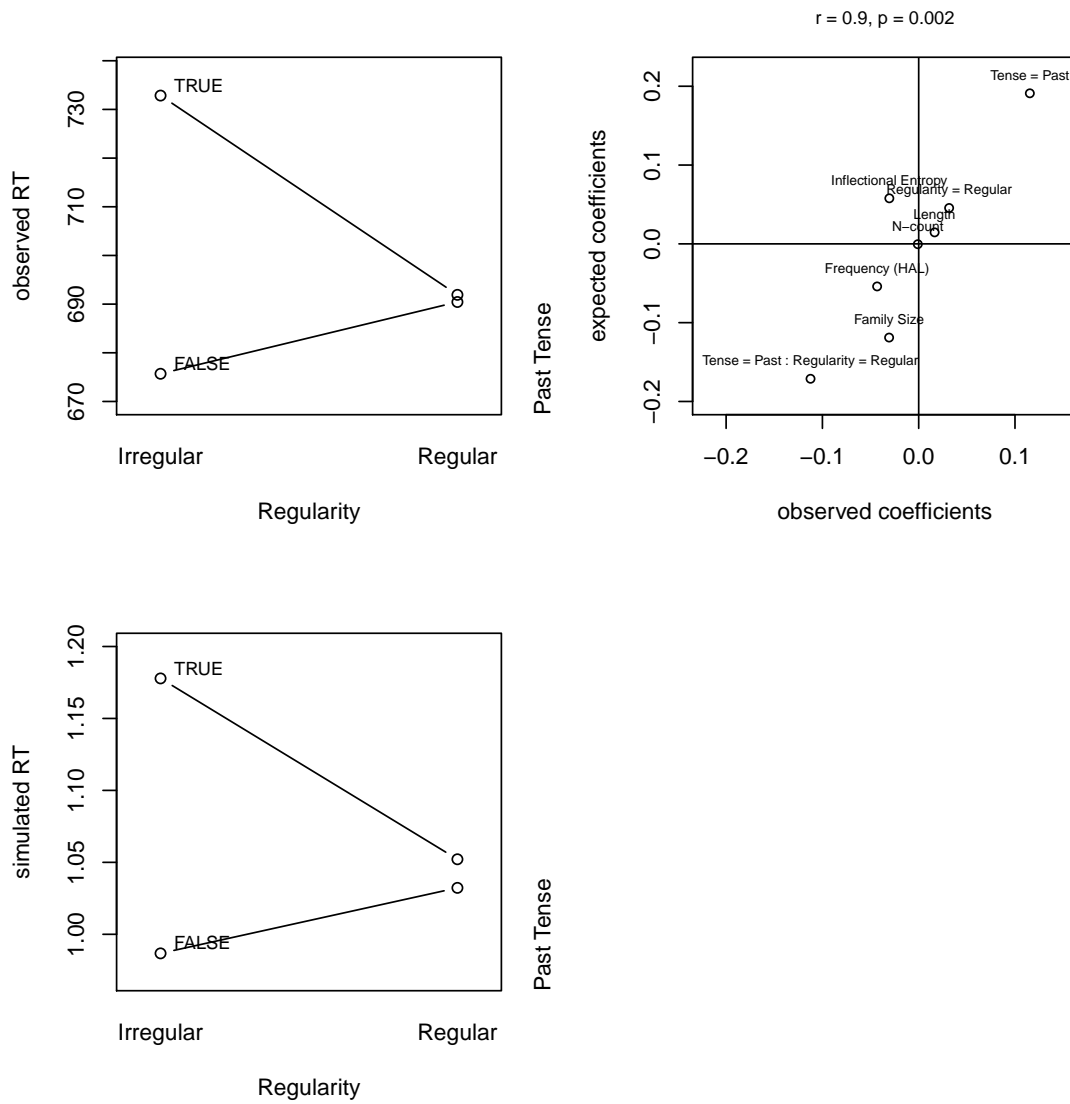 observed RT
730
710
690
670
TRUE
FALSE
Irregular
Regular
Regularity
Past Tense
r = 0.9, p = 0.002
expected coefficients
0.2
0.1
0.0
−0.1
−0.2
Tense = Past
Inflectional Entropy
Regularity = Regular
Length
N−count
Frequency (HAL)
Family Size
Tense = Past : Regularity = Regular
−0.2
−0.1
0.0
0.1
observed coefficients
simulated RT
1.20
1.15
1.10
1.05
1.00
TRUE
FALSE
Irregular
Regular
Regularity
Past Tense